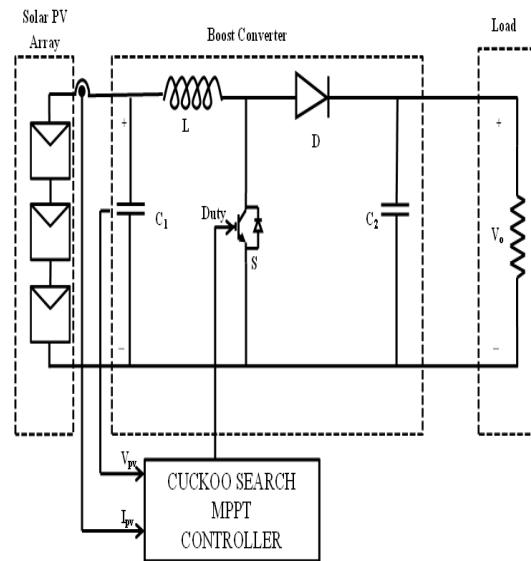 Solar PV
Array
Boost Converter
Load
+
L
D
+
C1
Duty
S
C2
Vo
–
–
Vpv
Ipv
CUCKOO SEARCH
MPPT
CONTROLLER